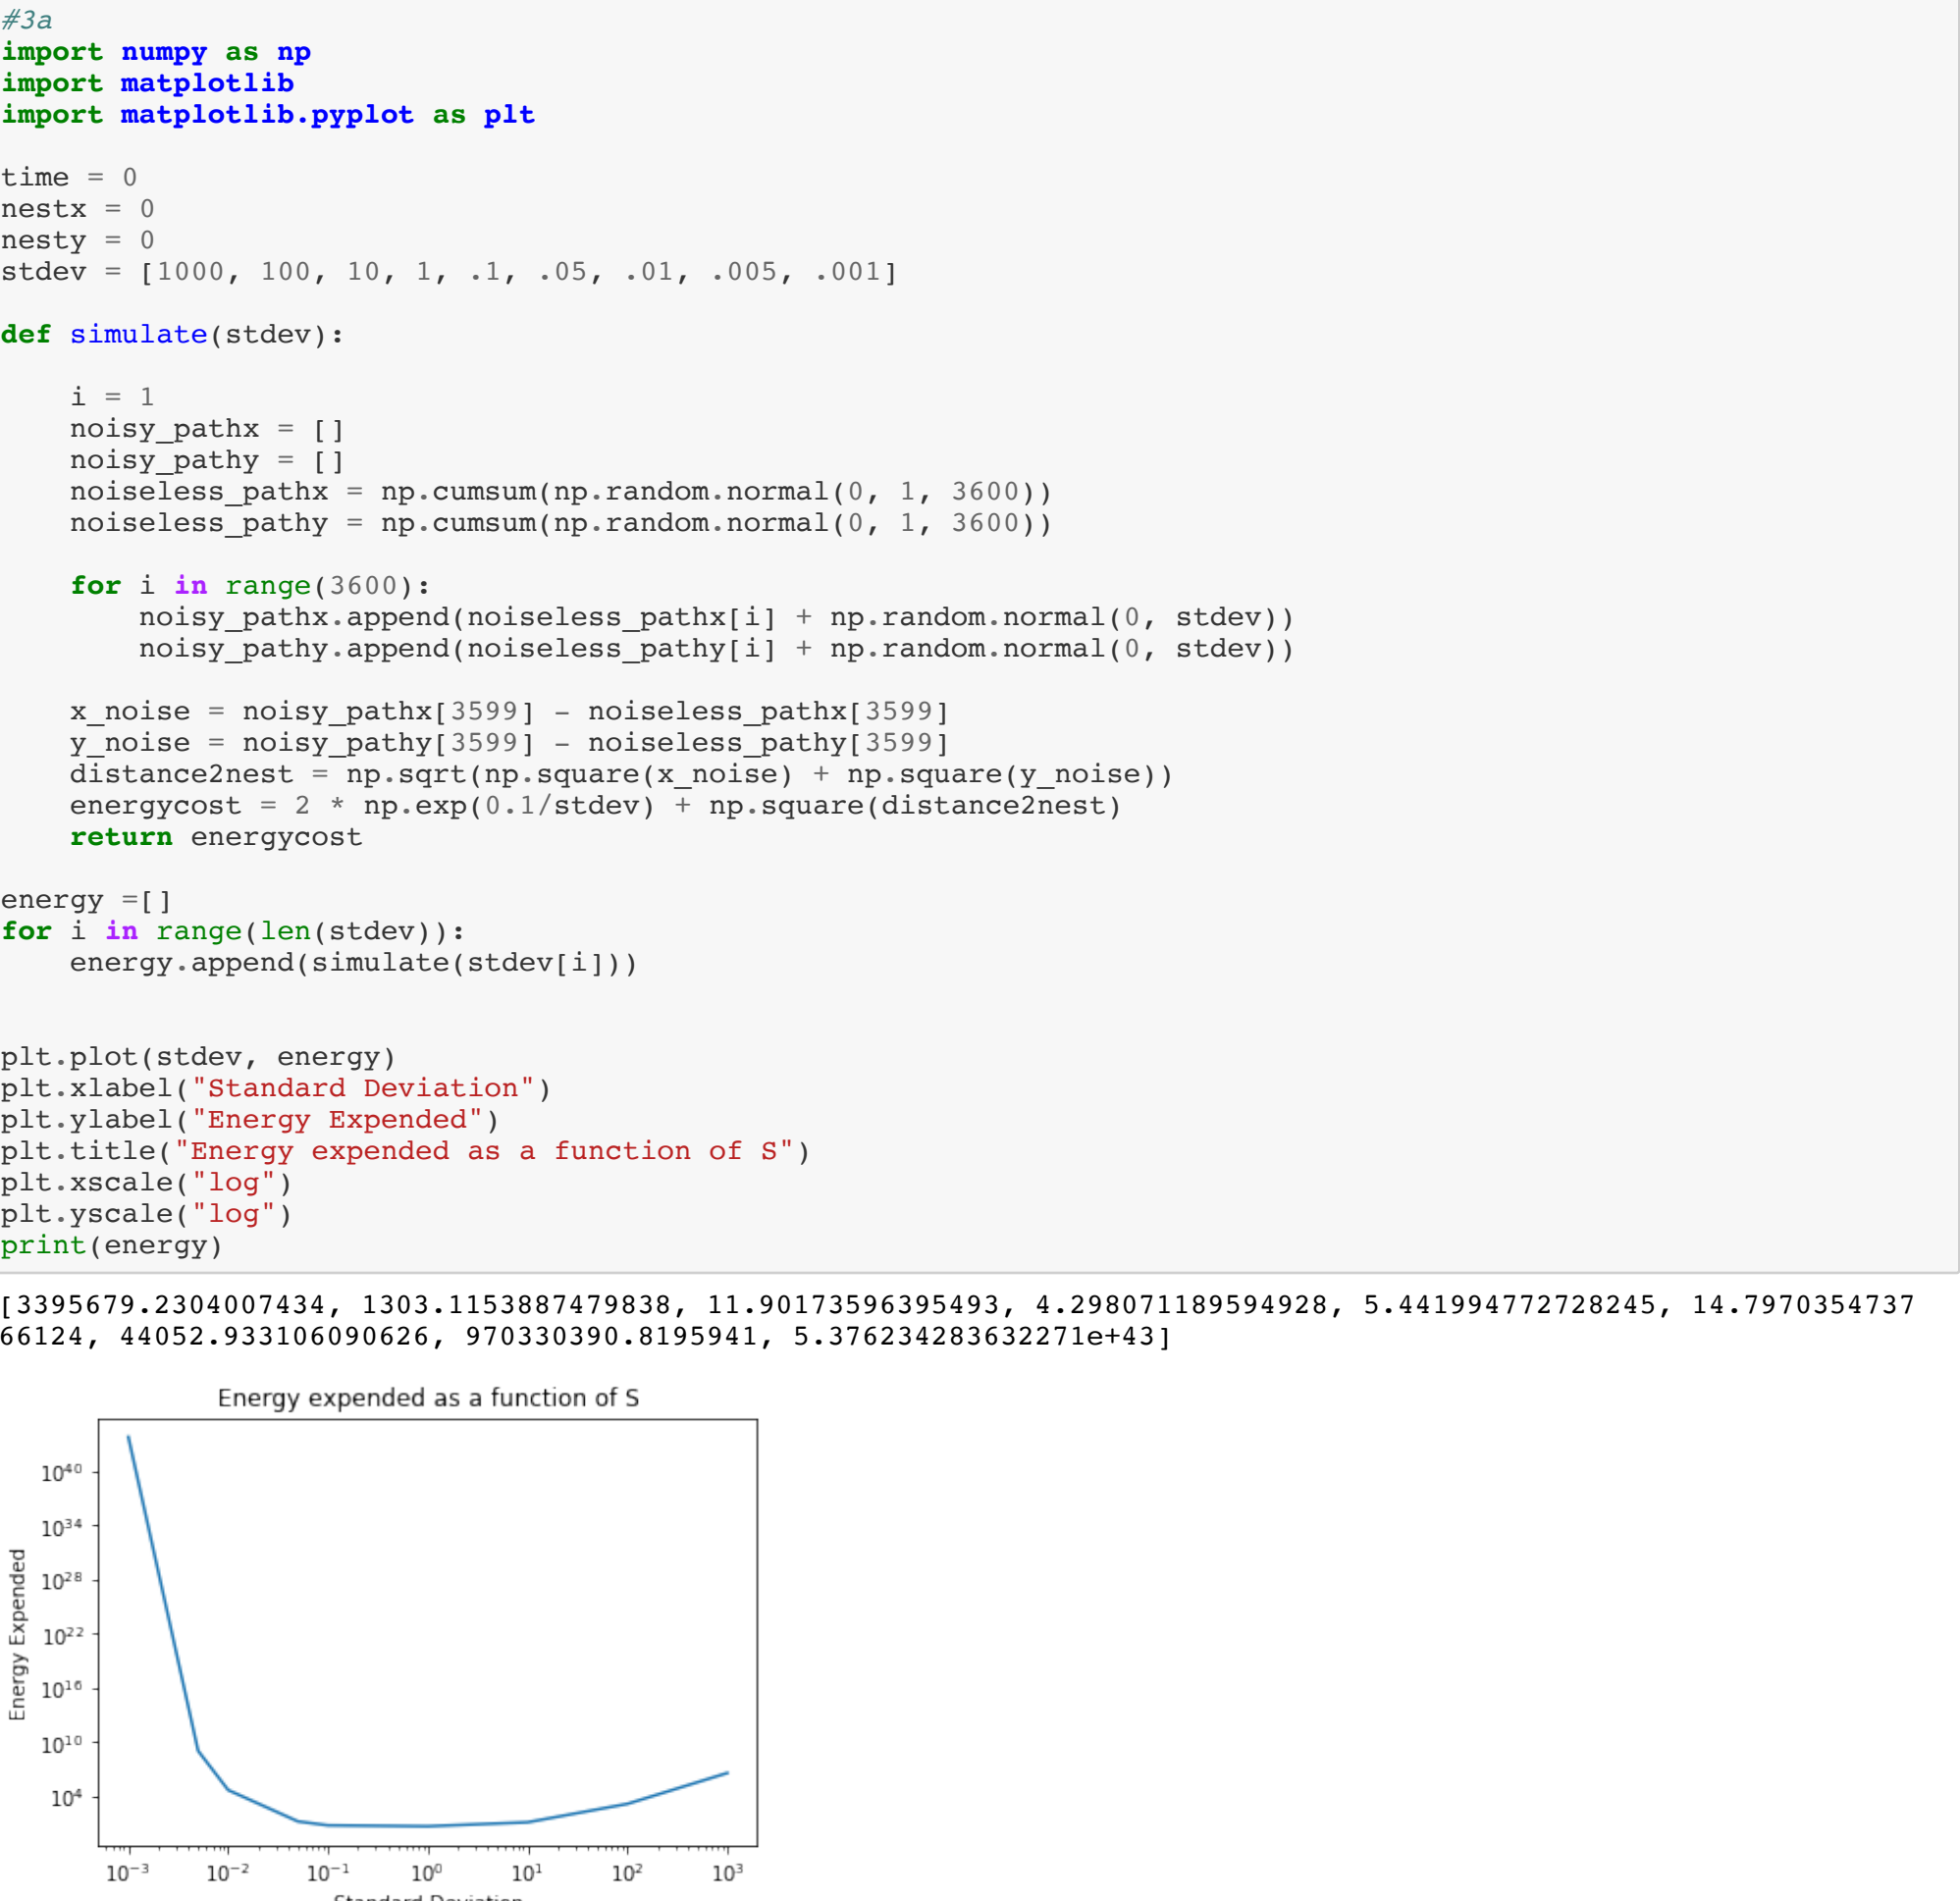 #3a
import numpy as np
import matplotlib
import matplotlib.pyplot as plt
time = 0
nestx = 0
nesty = 0
stdev = [1000, 100, 10, 1, .1, .05, .01, .005, .001]
def simulate(stdev):
    i = 1
    noisy_pathx = []
    noisy_pathy = []
    noiseless_pathx = np.cumsum(np.random.normal(0, 1, 3600))
    noiseless_pathy = np.cumsum(np.random.normal(0, 1, 3600))
    for i in range(3600):
        noisy_pathx.append(noiseless_pathx[i] + np.random.normal(0, stdev))
        noisy_pathy.append(noiseless_pathy[i] + np.random.normal(0, stdev))
    x_noise = noisy_pathx[3599] - noiseless_pathx[3599]
    y_noise = noisy_pathy[3599] - noiseless_pathy[3599]
    distance2nest = np.sqrt(np.square(x_noise) + np.square(y_noise))
    energycost = 2 * np.exp(0.1/stdev) + np.square(distance2nest)
    return energycost
energy =[]
for i in range(len(stdev)):
    energy.append(simulate(stdev[i]))
plt.plot(stdev, energy)
plt.xlabel("Standard Deviation")
plt.ylabel("Energy Expended")
plt.title("Energy expended as a function of S")
plt.xscale("log")
plt.yscale("log")
print(energy)
[3395679.2304007434, 1303.1153887479838, 11.90173596395493, 4.298071189594928, 5.441994772728245, 14.7970354737
66124, 44052.933106090626, 970330390.8195941, 5.376234283632271e+43]
Energy expended as a function of S
Energy Expended
10⁴⁰
10³⁴
10²⁸
10²²
10¹⁶
10¹⁰
10⁴
10⁻³ 10⁻² 10⁻¹ 10⁰ 10¹ 10² 10³
Standard Deviation